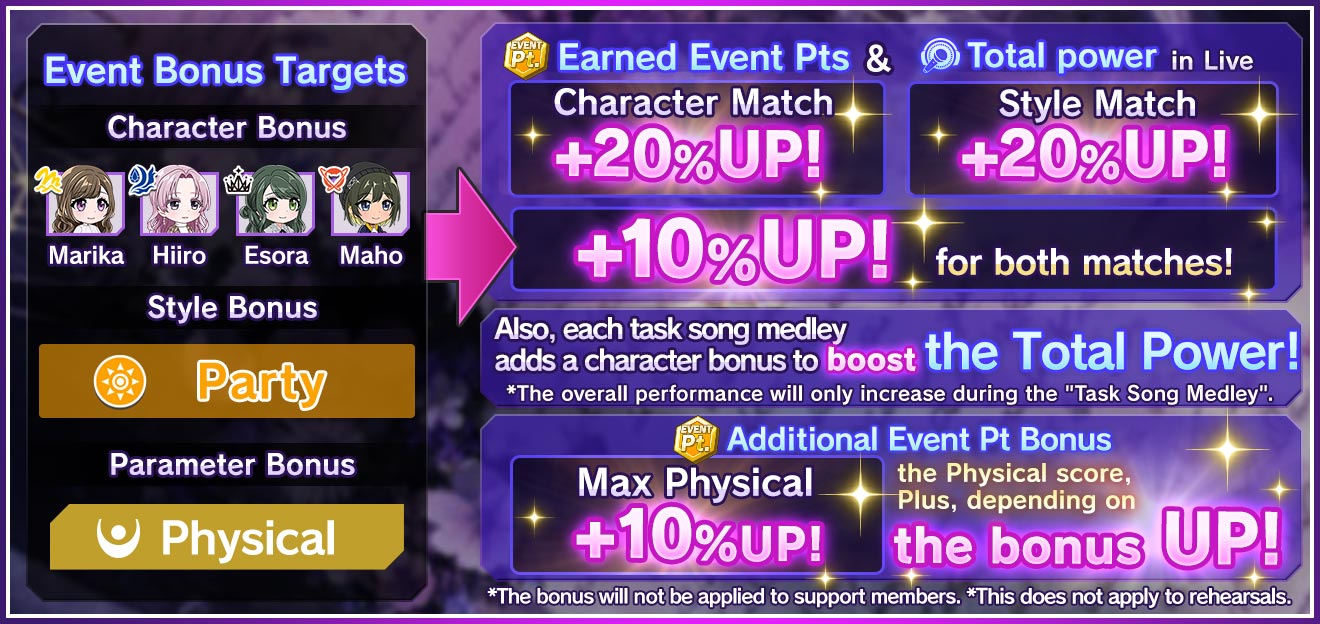 Event Bonus Targets
Character Bonus
Marika Hiiro Esora Maho
Style Bonus
Party
Parameter Bonus
Physical
EVENT Pt. Earned Event Pts & Total power in Live
Character Match
+20%UP!
Style Match
+20%UP!
+10%UP! for both matches!
Also, each task song medley
adds a character bonus to boost the Total Power!
*The overall performance will only increase during the "Task Song Medley".
EVENT Pt. Additional Event Pt Bonus
Max Physical
+10%UP!
the Physical score,
Plus, depending on
the bonus UP!
*The bonus will not be applied to support members. *This does not apply to rehearsals.